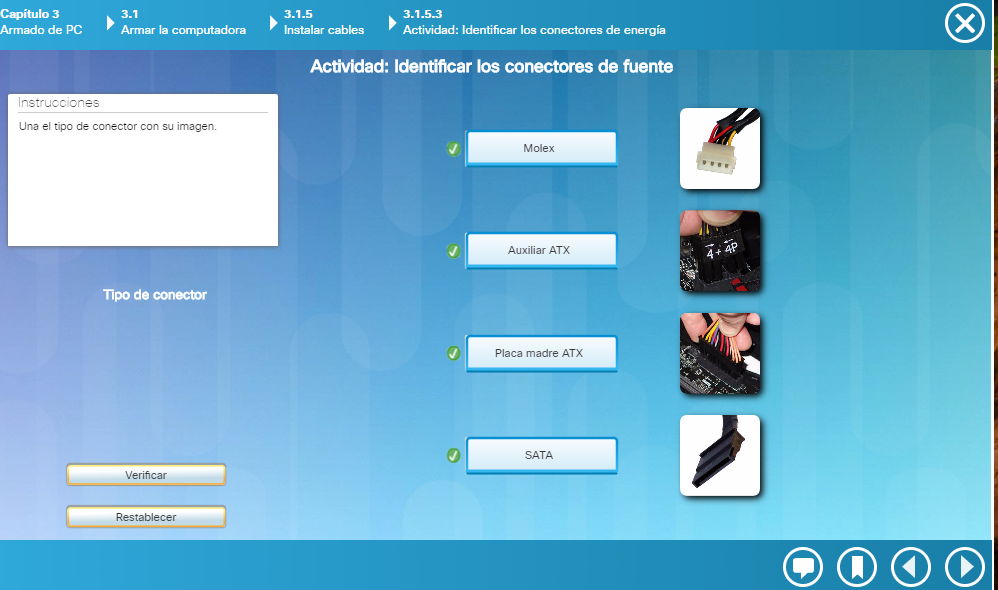 Capítulo 3
Armado de PC
3.1
Armar la computadora
3.1.5
Instalar cables
3.1.5.3
Actividad: Identificar los conectores de energía
Actividad: Identificar los conectores de fuente
Instrucciones
Una el tipo de conector con su imagen.
Molex
Auxiliar ATX
4 + 4P
Tipo de conector
Placa madre ATX
SATA
Verificar
Restablecer